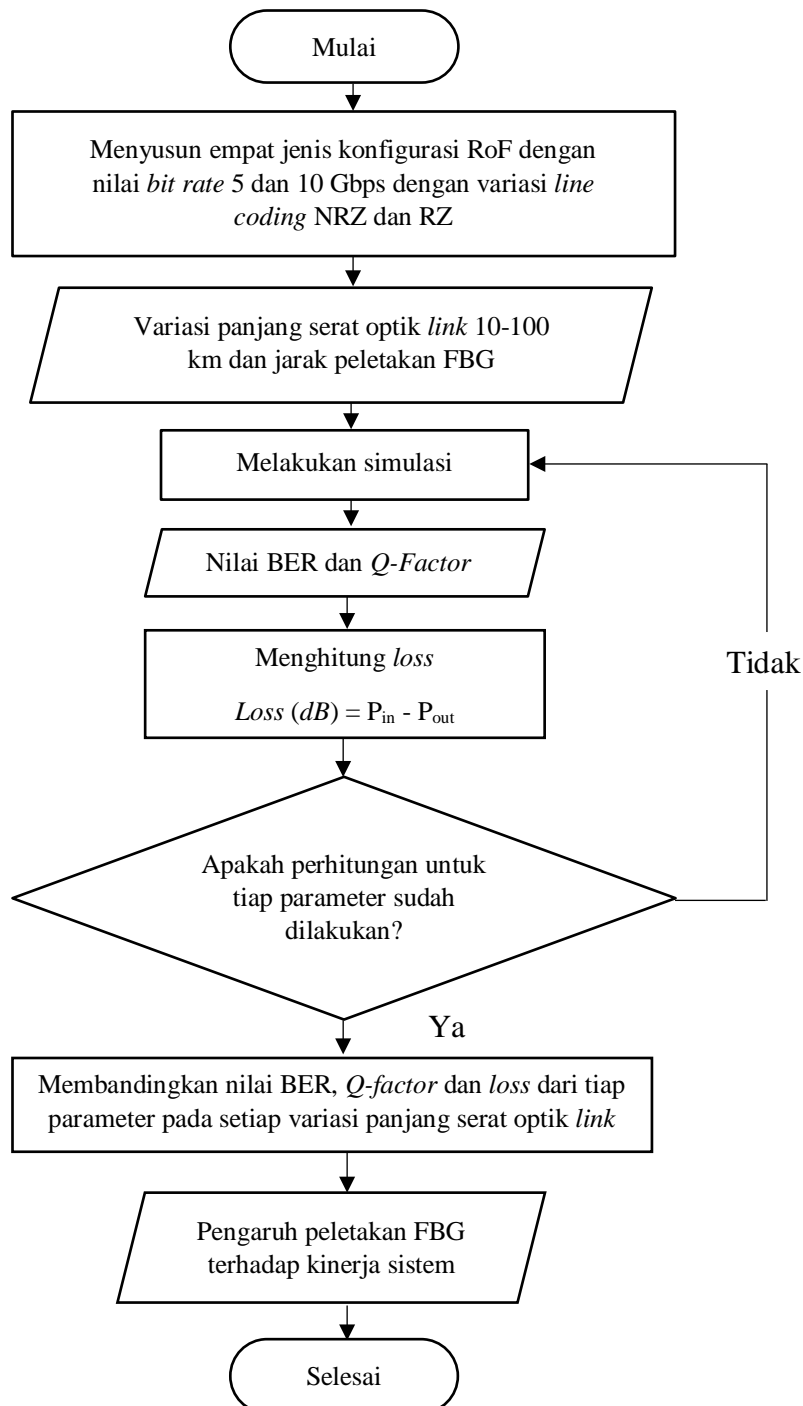 Mulai
Menyusun empat jenis konfigurasi RoF dengan
nilai bit rate 5 dan 10 Gbps dengan variasi line
coding NRZ dan RZ
Variasi panjang serat optik link 10-100
km dan jarak peletakan FBG
Melakukan simulasi
Nilai BER dan Q-Factor
Menghitung loss
Loss (dB) = Pin - Pout
Tidak
Apakah perhitungan untuk
tiap parameter sudah
dilakukan?
Ya
Membandingkan nilai BER, Q-factor dan loss dari tiap
parameter pada setiap variasi panjang serat optik link
Pengaruh peletakan FBG
terhadap kinerja sistem
Selesai